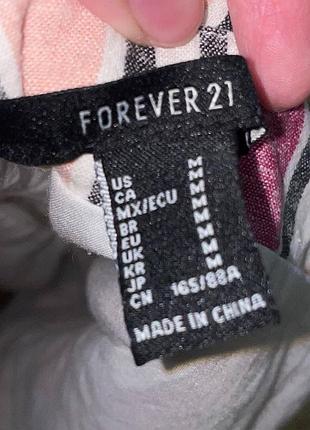 FOREVER 21
US M
CA M
MX/ECU M
BR M
EU M
UK M
KR M
JP M
CN 165/88A
MADE IN CHINA